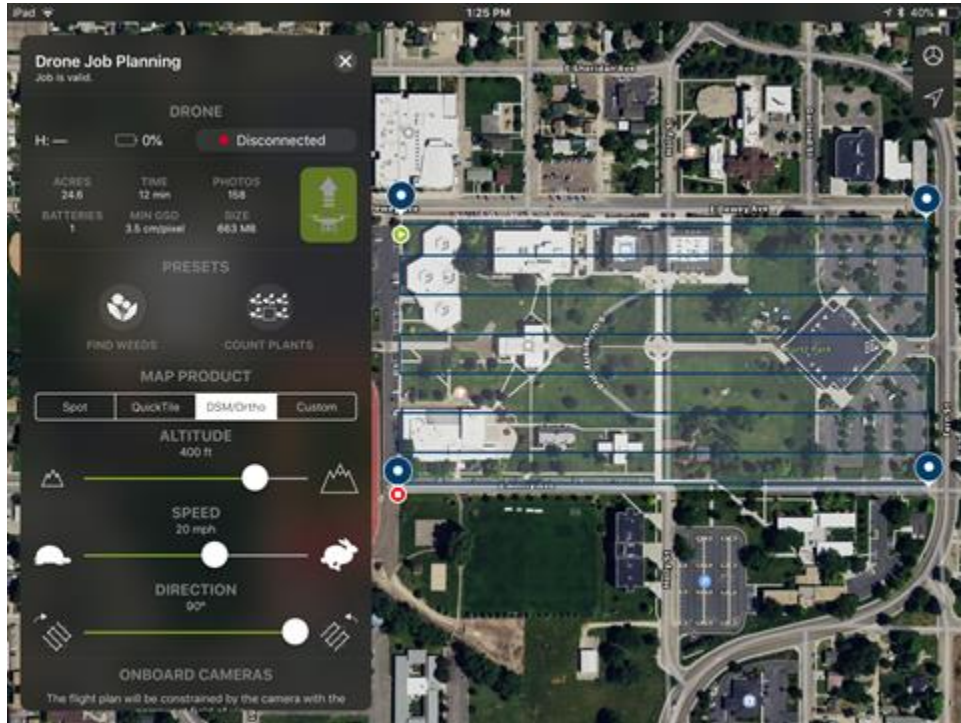 iPad
1:25 PM
40%
Drone Job Planning
Job is valid.
DRONE
H: —
0%
Disconnected
ACRES
24.6
TIME
12 min
PHOTOS
158
BATTERIES
1
MIN GSD
3.5 cm/pixel
SIZE
663 MB
PRESETS
FIND WEEDS
COUNT PLANTS
MAP PRODUCT
Spot
QuickTile
DSM/Ortho
Custom
ALTITUDE
400 ft
SPEED
20 mph
DIRECTION
90°
ONBOARD CAMERAS
The flight plan will be constrained by the camera with the
E Sheridan Ave
E Dewey Ave